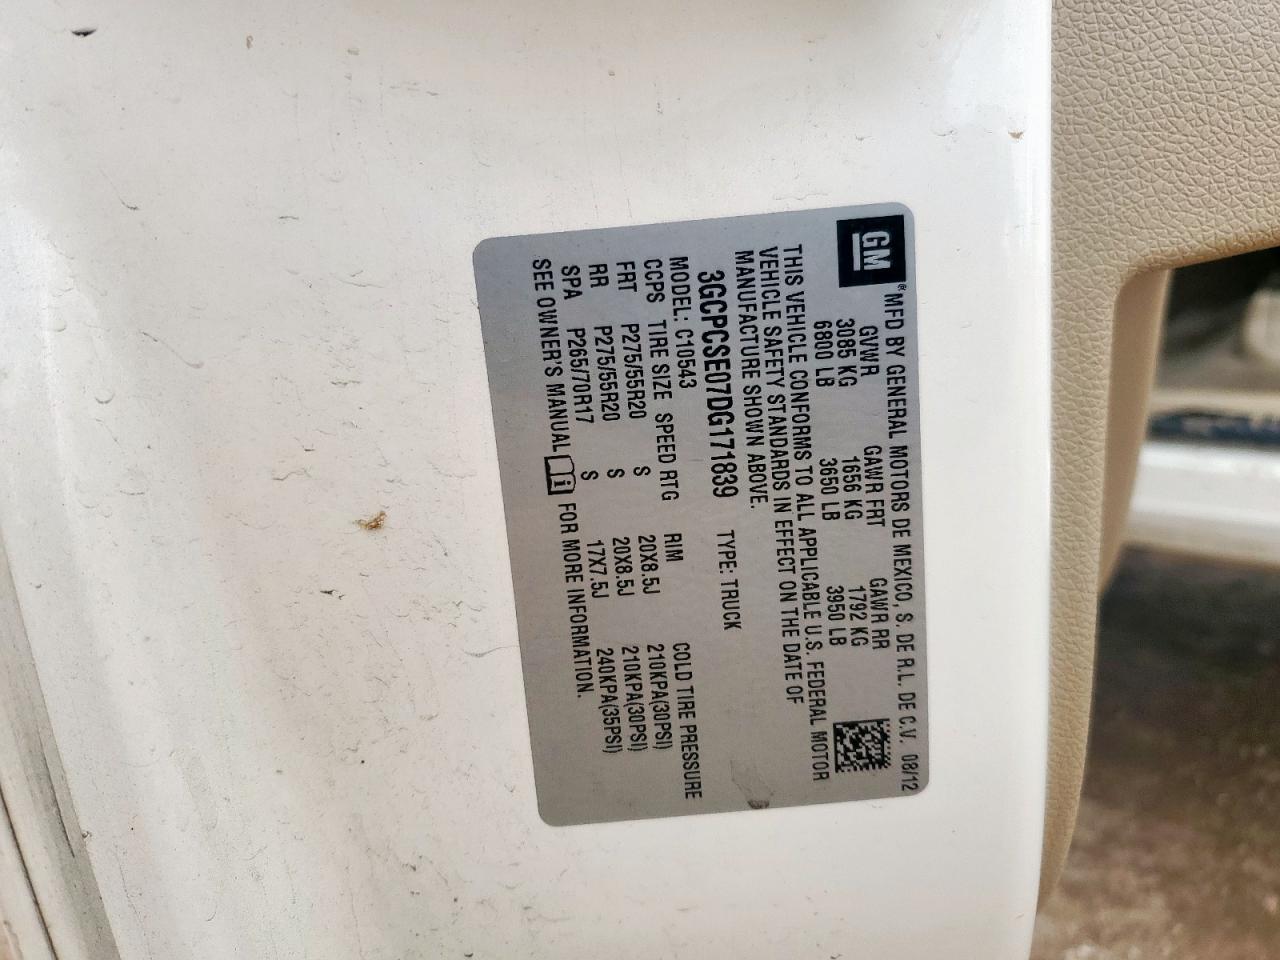 GM
® MFD BY GENERAL MOTORS DE MEXICO, S. DE R.L. DE C.V. 08/12
GVWR GAWR FRT GAWR RR
3085 KG 1656 KG 1792 KG
6800 LB 3650 LB 3950 LB
THIS VEHICLE CONFORMS TO ALL APPLICABLE U.S. FEDERAL MOTOR
VEHICLE SAFETY STANDARDS IN EFFECT ON THE DATE OF
MANUFACTURE SHOWN ABOVE.
3GCPCSE07DG171839 TYPE: TRUCK
MODEL: C10543
CCPS TIRE SIZE SPEED RTG RIM COLD TIRE PRESSURE
FRT P275/55R20 S 20X8.5J 210KPA(30PSI)
RR P275/55R20 S 20X8.5J 210KPA(30PSI)
SPA P265/70R17 S 17X7.5J 240KPA(35PSI)
SEE OWNER'S MANUAL i FOR MORE INFORMATION.